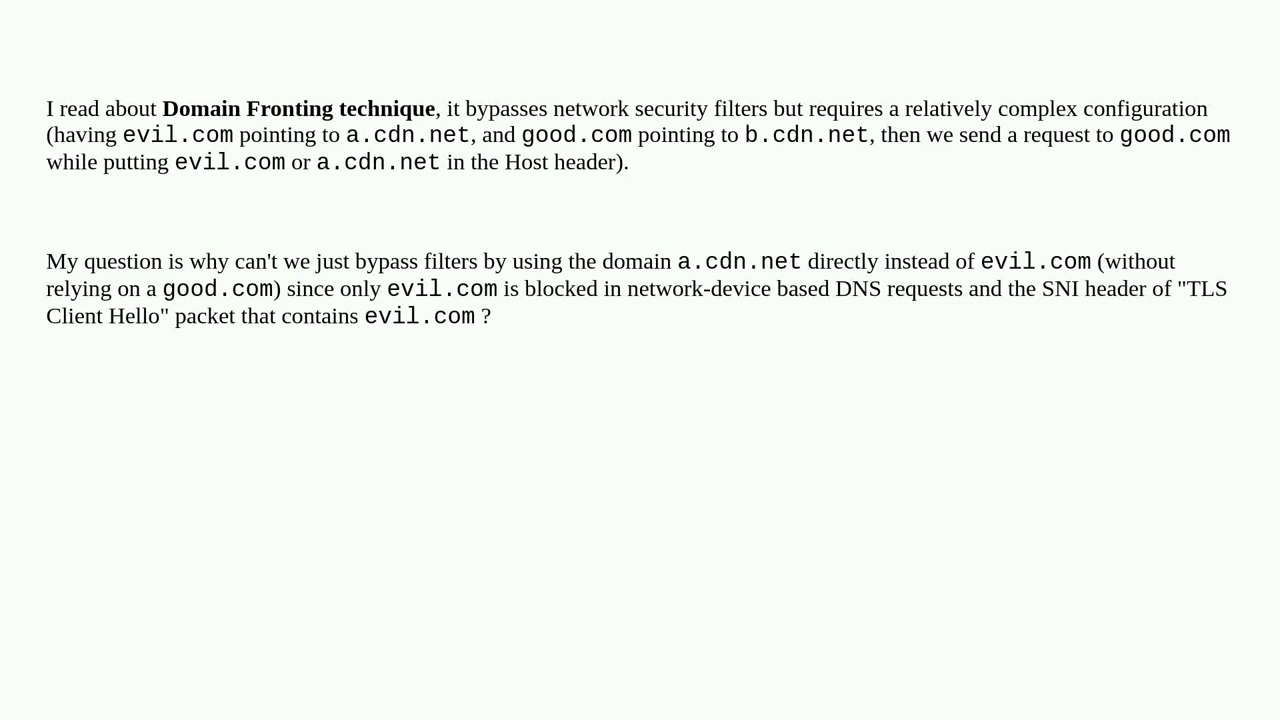 I read about Domain Fronting technique, it bypasses network security filters but requires a relatively complex configuration
(having evil.com pointing to a.cdn.net, and good.com pointing to b.cdn.net, then we send a request to good.com
while putting evil.com or a.cdn.net in the Host header).
My question is why can't we just bypass filters by using the domain a.cdn.net directly instead of evil.com (without
relying on a good.com) since only evil.com is blocked in network-device based DNS requests and the SNI header of "TLS
Client Hello" packet that contains evil.com ?